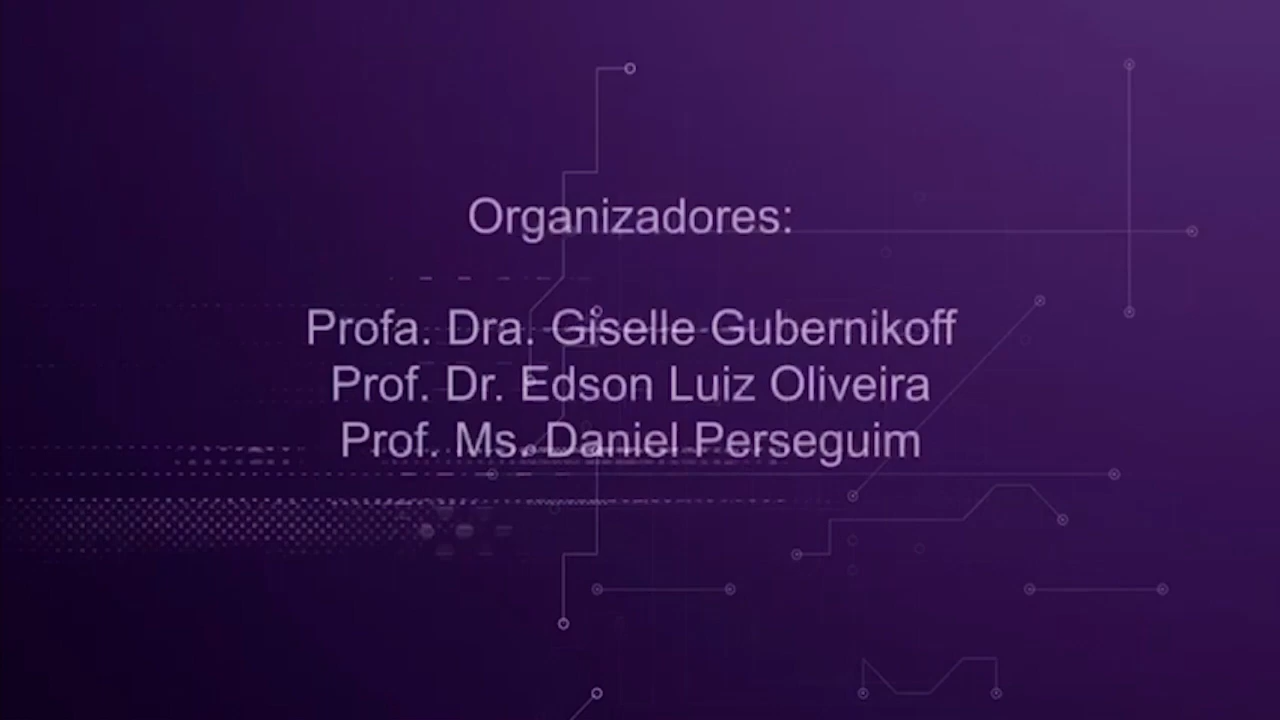 Organizadores:
Profa. Dra. Giselle Gubernikoff
Prof. Dr. Edson Luiz Oliveira
Prof. Ms. Daniel Perseguim